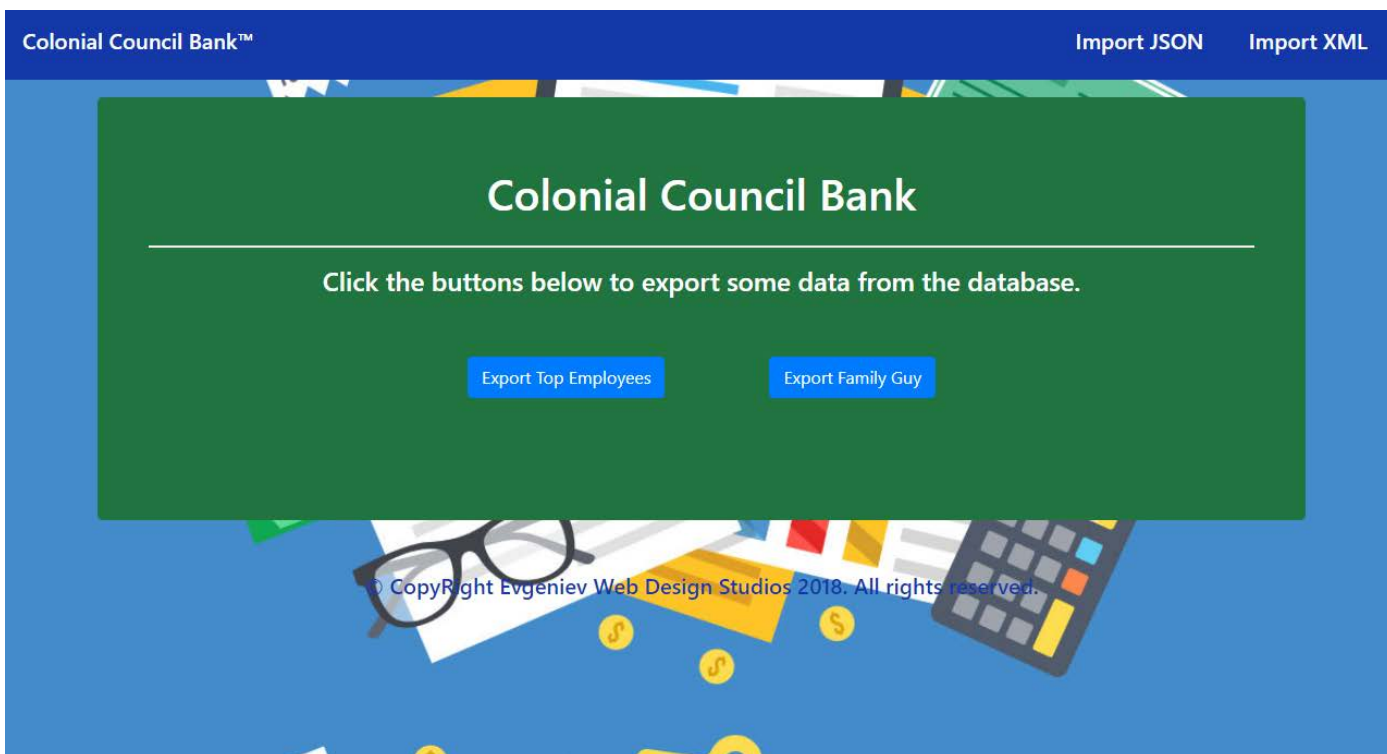 Colonial Council Bank™ Import JSON Import XML
Colonial Council Bank
Click the buttons below to export some data from the database.
Export Top Employees Export Family Guy
© CopyRight Evgeniev Web Design Studios 2018. All rights reserved.